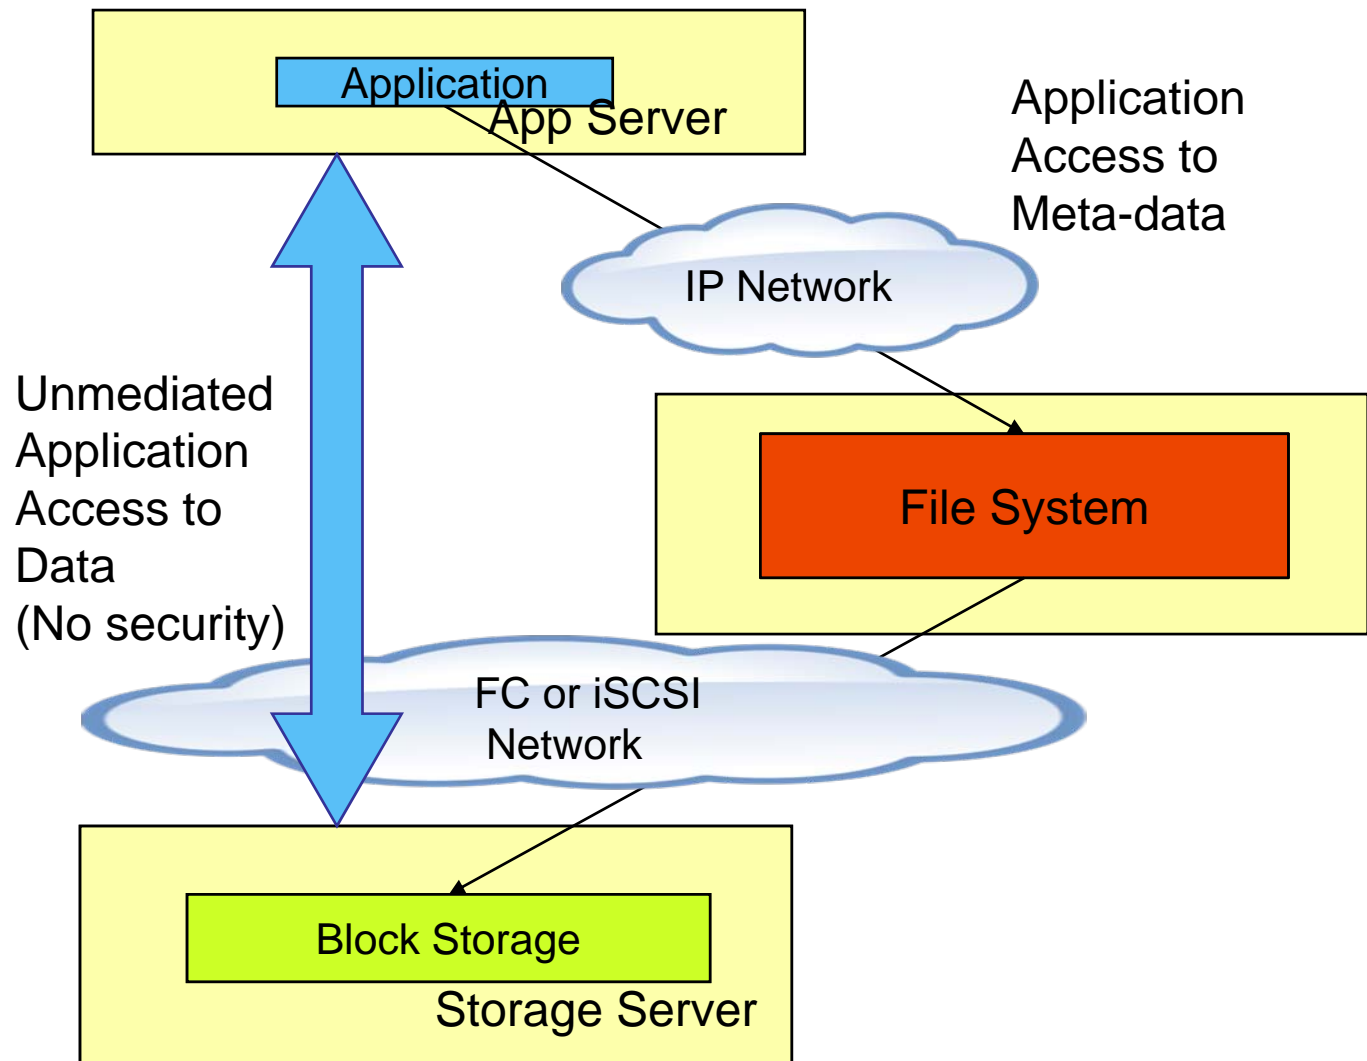 Application
App Server
Application
Access to
Meta-data
IP Network
Unmediated
Application
Access to
Data
(No security)
File System
FC or iSCSI
Network
Block Storage
Storage Server